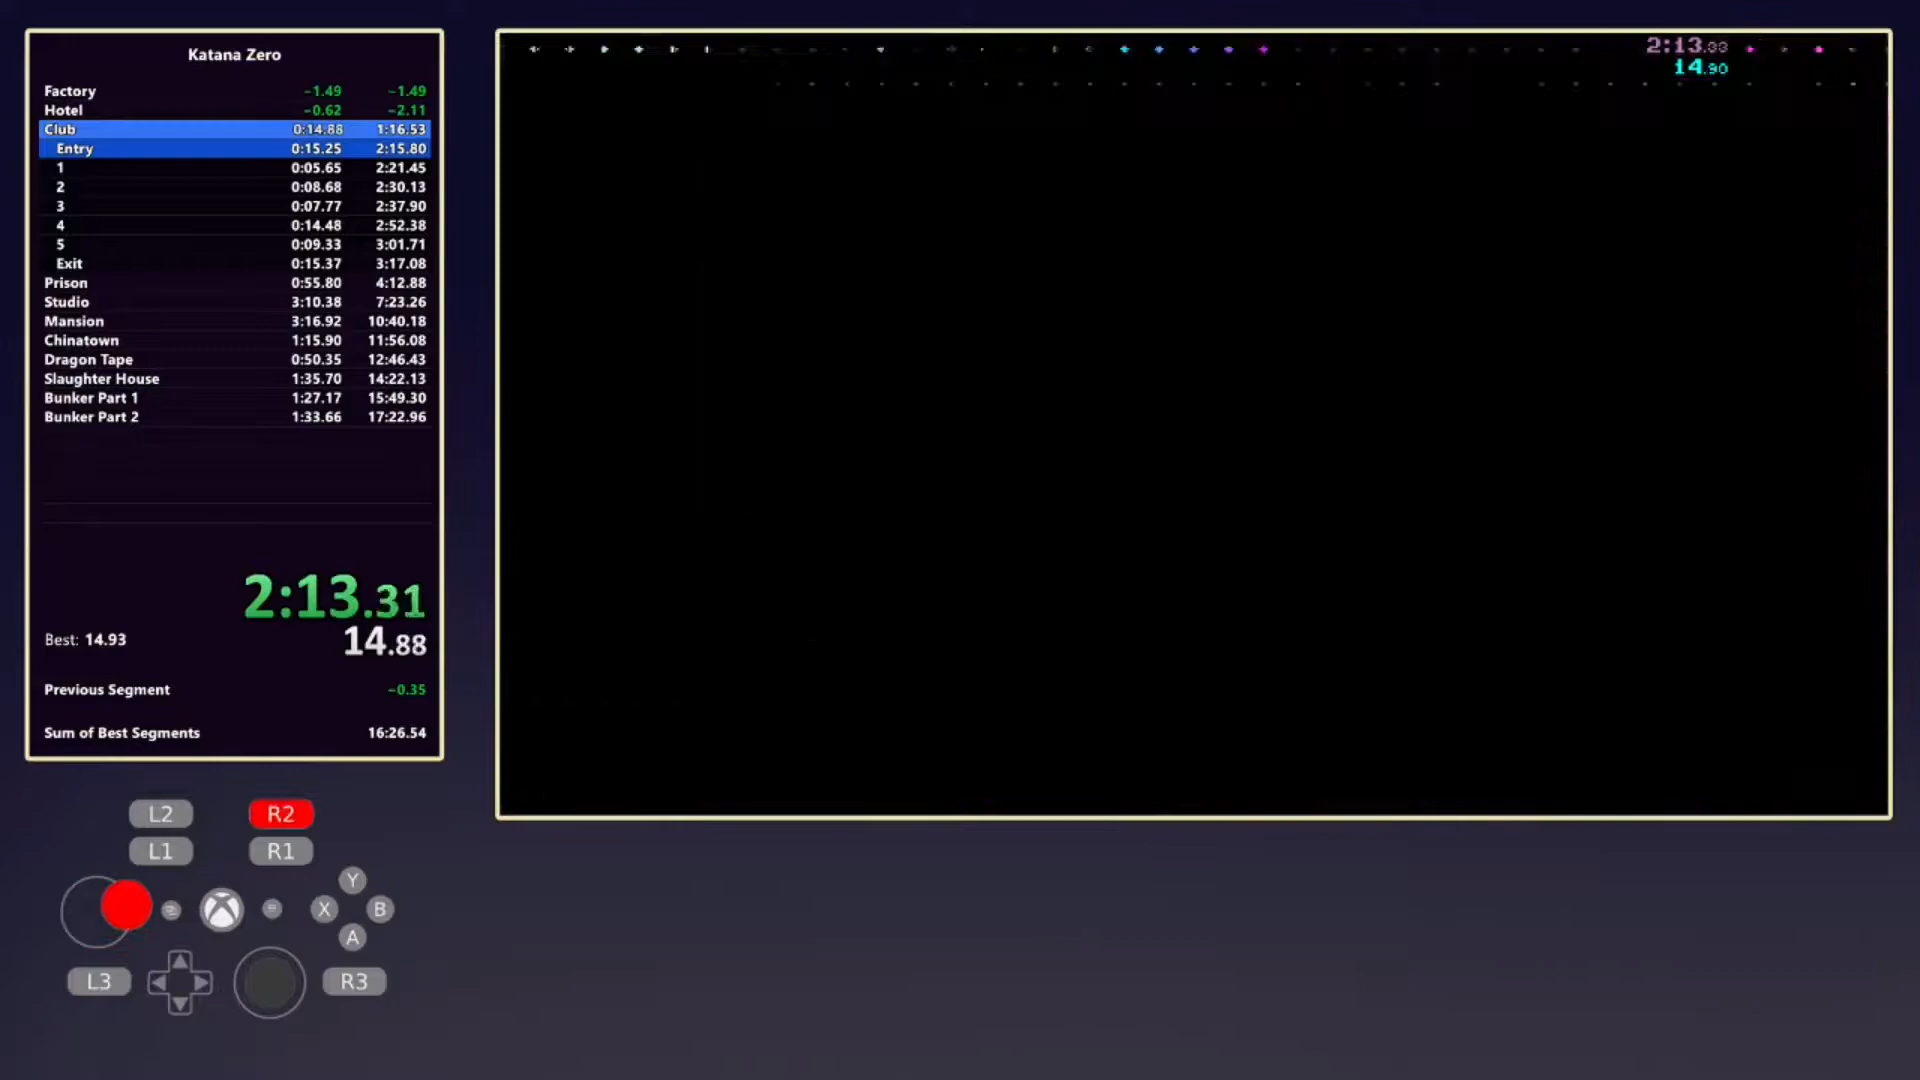 Katana Zero
Factory -1.49 -1.49
Hotel -0.62 -2.11
Club 0:14.88 1:16.53
Entry 0:15.25 2:15.80
1 0:05.65 2:21.45
2 0:08.68 2:30.13
3 0:07.77 2:37.90
4 0:14.48 2:52.38
5 0:09.33 3:01.71
Exit 0:15.37 3:17.08
Prison 0:55.80 4:12.88
Studio 3:10.38 7:23.26
Mansion 3:16.92 10:40.18
Chinatown 1:15.90 11:56.08
Dragon Tape 0:50.35 12:46.43
Slaughter House 1:35.70 14:22.13
Bunker Part 1 1:27.17 15:49.30
Bunker Part 2 1:33.66 17:22.96
2:13.31
Best: 14.93 14.88
Previous Segment -0.35
Sum of Best Segments 16:26.54
14.90
L2 R2
L1 R1
Y
X B
A
L3 R3